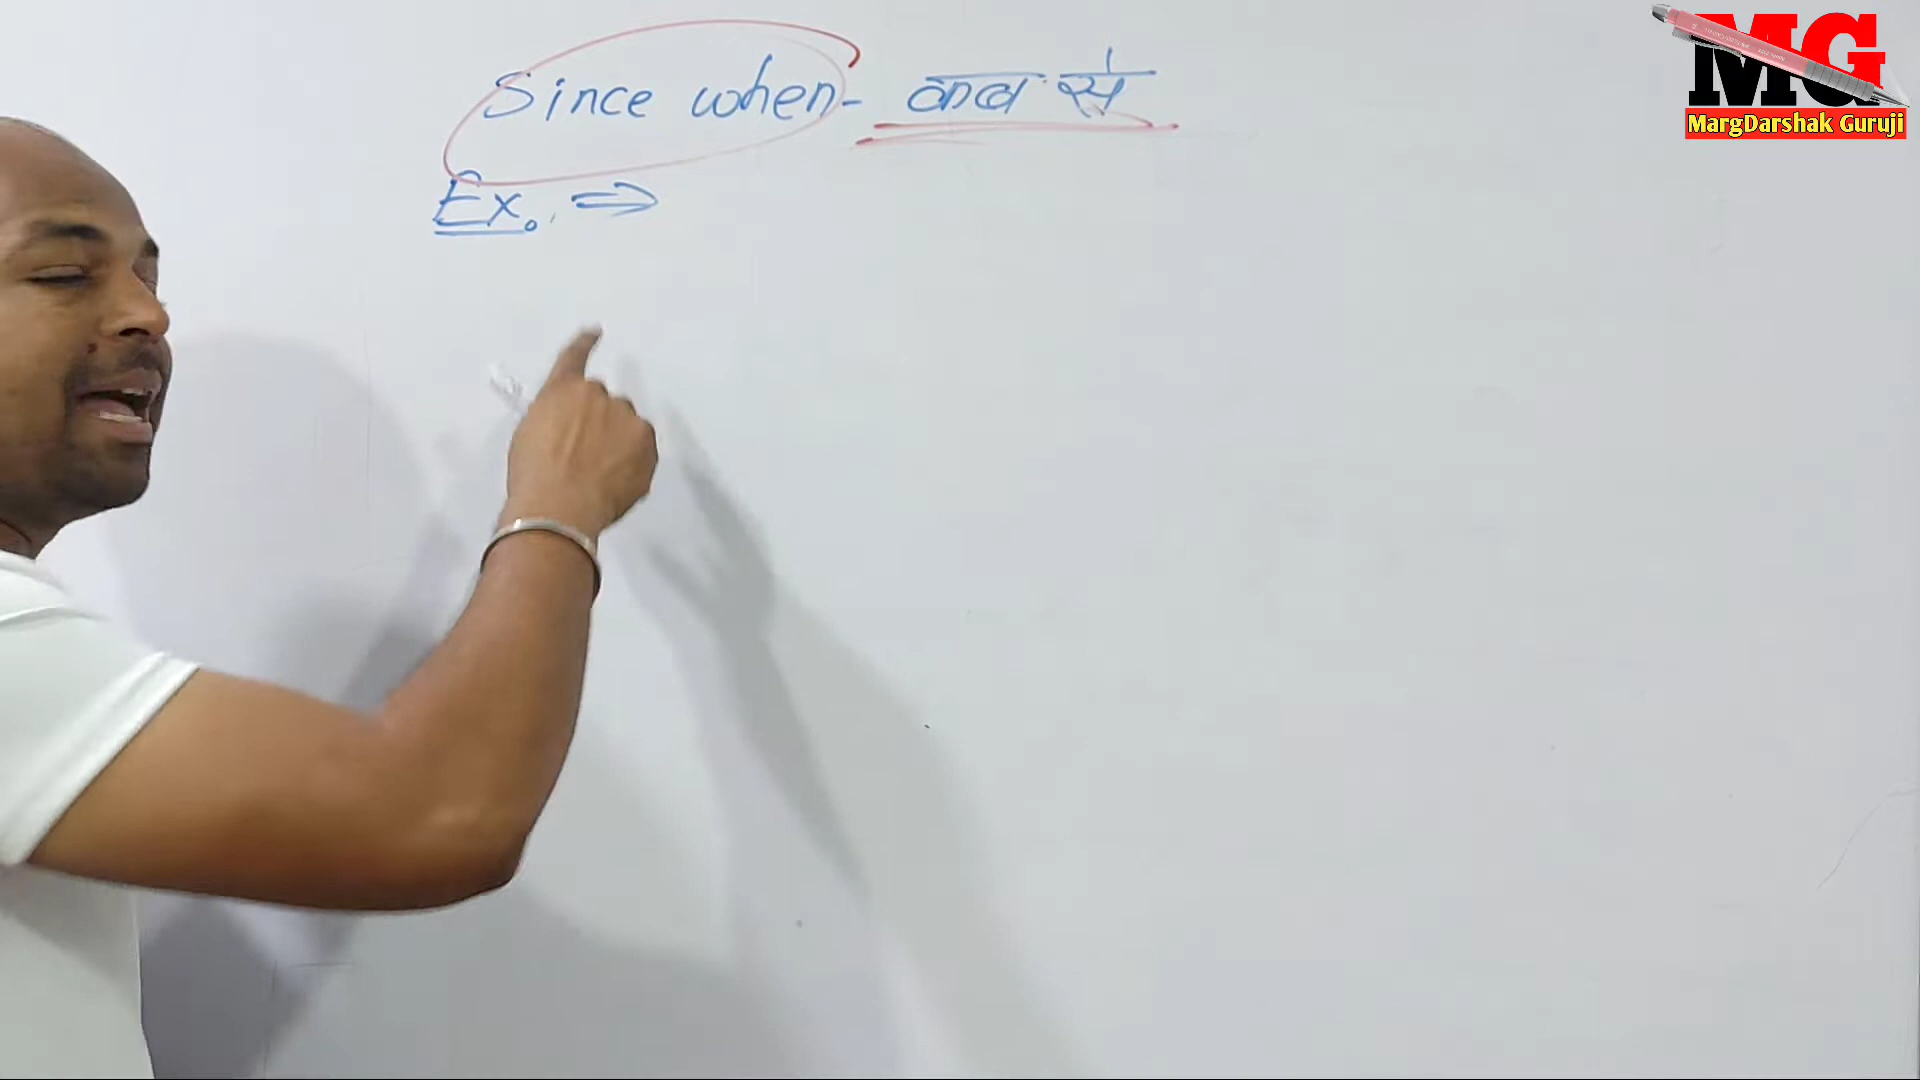 Since when - कब से
Ex. ⇒
MG
MargDarshak Guruji